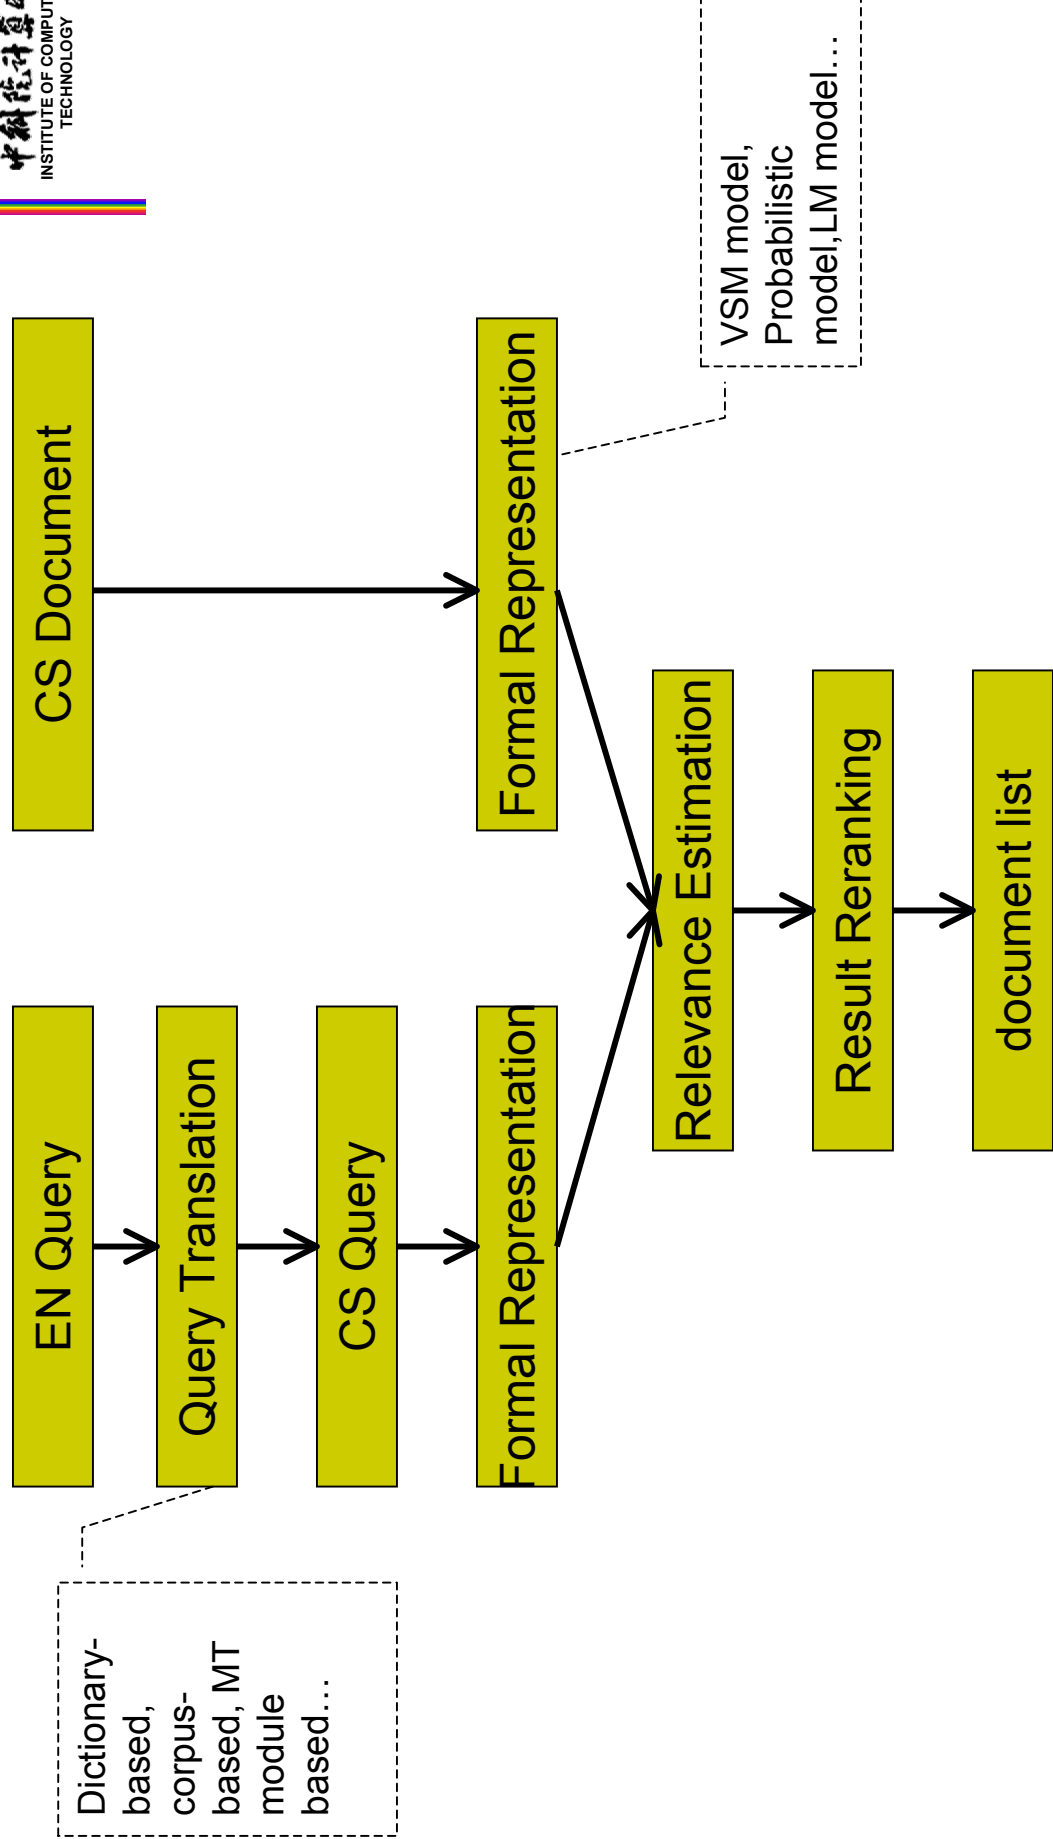 INSTITUTE OF COMPUT
TECHNOLOGY
EN Query
CS Document
Dictionary-
based,
corpus-
based, MT
module
based…
Query Translation
CS Query
Formal Representation
Formal Representation
VSM model,
Probabilistic
model,LM model…
Relevance Estimation
Result Reranking
document list